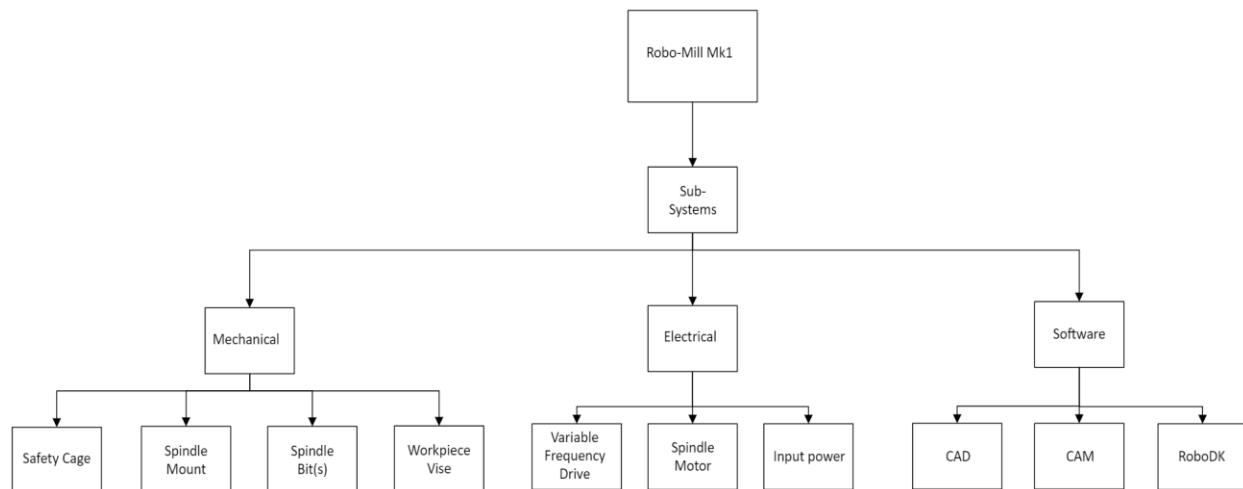 Robo-Mill Mk1
Sub-
Systems
Mechanical
Electrical
Software
Safety Cage
Spindle
Mount
Spindle
Bit(s)
Workpiece
Vise
Variable
Frequency
Drive
Spindle
Motor
Input power
CAD
CAM
RoboDK